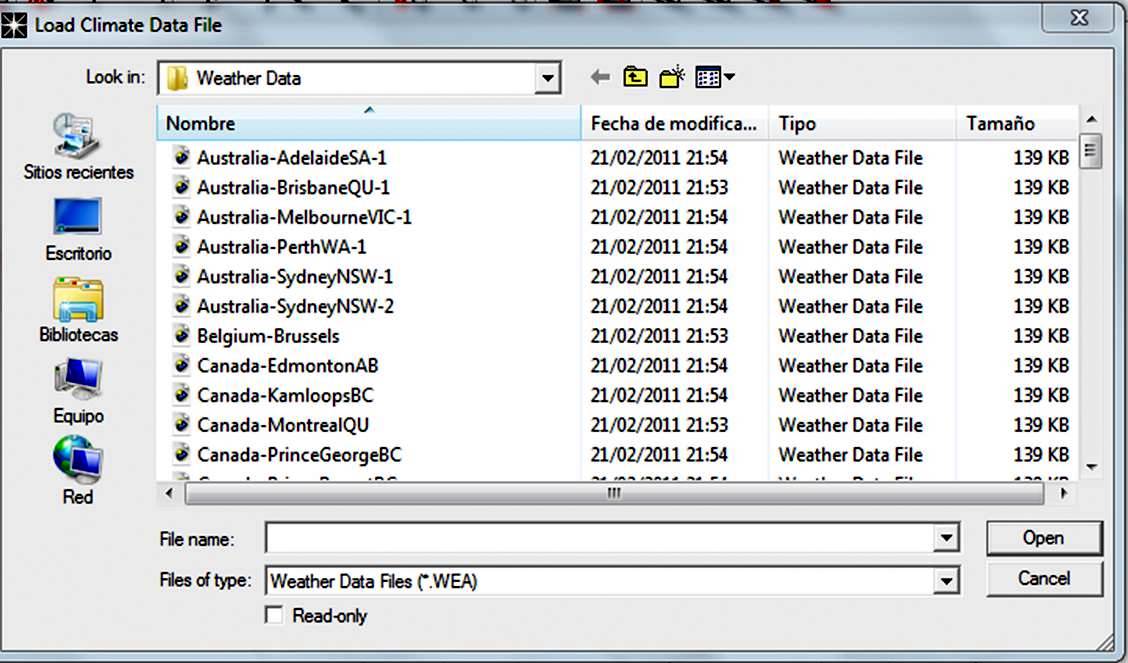 Load Climate Data File
Look in: Weather Data
Nombre Fecha de modifica... Tipo Tamaño
Australia-AdelaideSA-1 21/02/2011 21:54 Weather Data File 139 KB
Australia-BrisbaneQU-1 21/02/2011 21:53 Weather Data File 139 KB
Australia-MelbourneVIC-1 21/02/2011 21:54 Weather Data File 139 KB
Australia-PerthWA-1 21/02/2011 21:54 Weather Data File 139 KB
Australia-SydneyNSW-1 21/02/2011 21:54 Weather Data File 139 KB
Australia-SydneyNSW-2 21/02/2011 21:54 Weather Data File 139 KB
Belgium-Brussels 21/02/2011 21:53 Weather Data File 139 KB
Canada-EdmontonAB 21/02/2011 21:54 Weather Data File 139 KB
Canada-KamloopsBC 21/02/2011 21:54 Weather Data File 139 KB
Canada-MontrealQU 21/02/2011 21:53 Weather Data File 139 KB
Canada-PrinceGeorgeBC 21/02/2011 21:54 Weather Data File 139 KB
Sitios recientes
Escritorio
Bibliotecas
Equipo
Red
File name: Open
Files of type: Weather Data Files (*.WEA) Cancel
Read-only